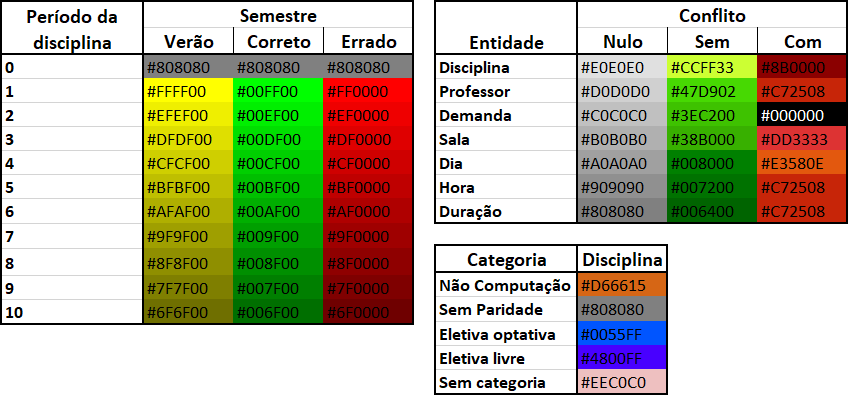 Período da disciplina Semestre
Verão Correto Errado
0 #808080 #808080 #808080
1 #FFFF00 #00FF00 #FF0000
2 #EFEF00 #00EF00 #EF0000
3 #DFDF00 #00DF00 #DF0000
4 #CFCF00 #00CF00 #CF0000
5 #BFBF00 #00BF00 #BF0000
6 #AFAF00 #00AF00 #AF0000
7 #9F9F00 #009F00 #9F0000
8 #8F8F00 #008F00 #8F0000
9 #7F7F00 #007F00 #7F0000
10 #6F6F00 #006F00 #6F0000
Entidade Conflito
Nulo Sem Com
Disciplina #E0E0E0 #CCFF33 #8B0000
Professor #D0D0D0 #47D902 #C72508
Demanda #C0C0C0 #3EC200 #000000
Sala #B0B0B0 #38B000 #DD3333
Dia #A0A0A0 #008000 #E3580E
Hora #909090 #007200 #C72508
Duração #808080 #006400 #C72508
Categoria Disciplina
Não Computação #D66615
Sem Paridade #808080
Eletiva optativa #0055FF
Eletiva livre #4800FF
Sem categoria #EEC0C0